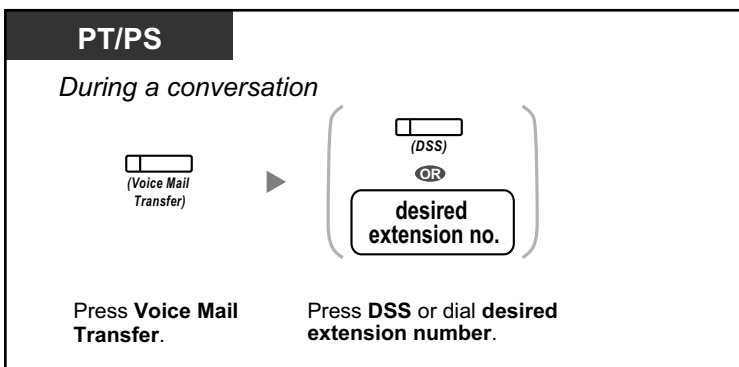 PT/PS
During a conversation
(Voice Mail
Transfer)
(DSS)
OR
desired
extension no.
Press Voice Mail
Transfer.
Press DSS or dial desired
extension number.